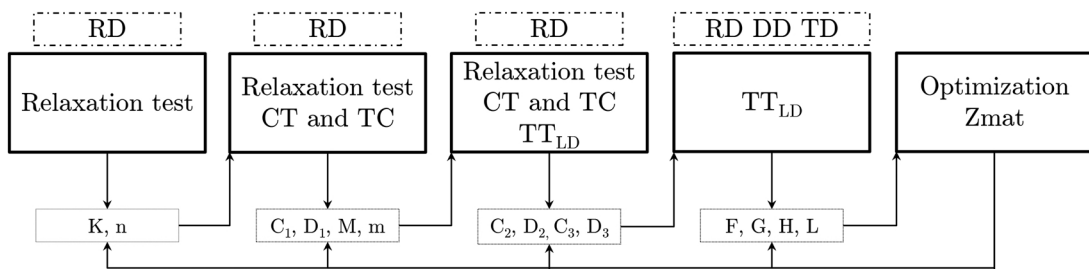 RD
RD
RD
RD DD TD
Relaxation test
Relaxation test
CT and TC
Relaxation test
CT and TC
TT_LD
TT_LD
Optimization
Zmat
K, n
C₁, D₁, M, m
C₂, D₂, C₃, D₃
F, G, H, L